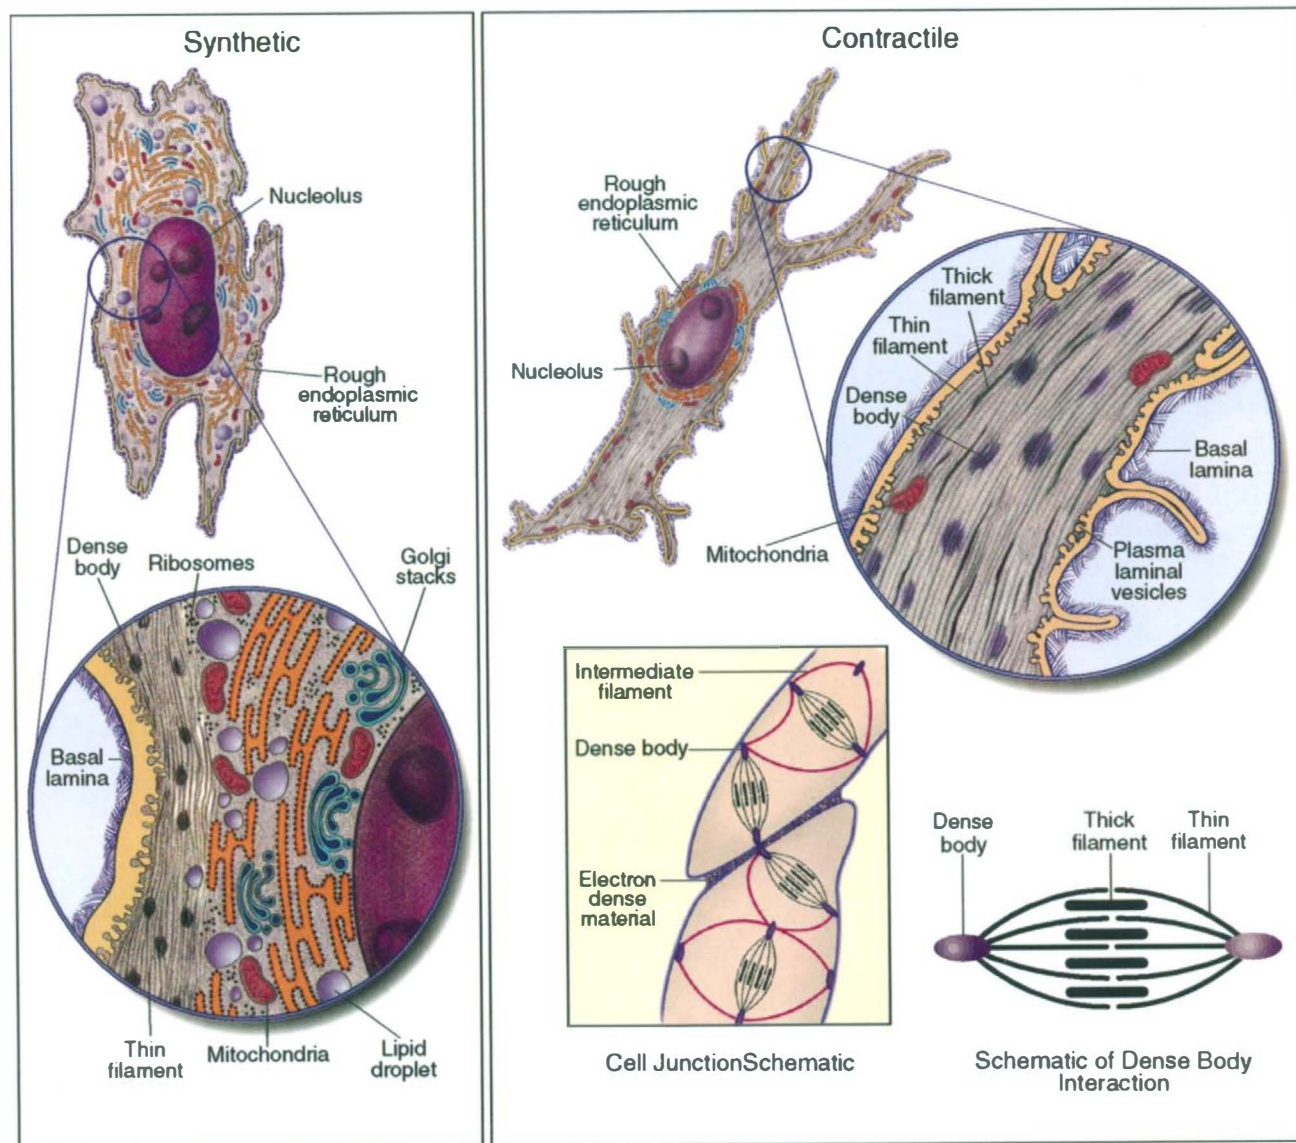 Synthetic
Nucleolus
Rough
endoplasmic
reticulum
Dense
body
Ribosomes
Golgi
stacks
Basal
lamina
Thin
filament
Mitochondria
Lipid
droplet
Contractile
Rough
endoplasmic
reticulum
Nucleolus
Thick
filament
Thin
filament
Dense
body
Mitochondria
Basal
lamina
Plasma
laminal
vesicles
Intermediate
filament
Dense body
Electron
dense
material
Cell JunctionSchematic
Dense
body
Thick
filament
Thin
filament
Schematic of Dense Body
Interaction